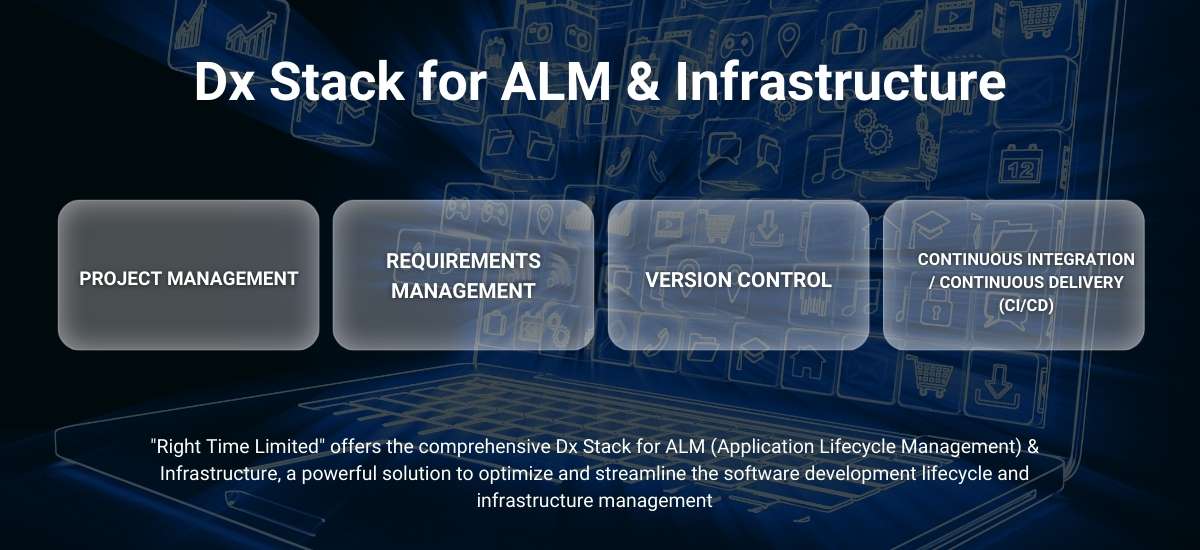 Dx Stack for ALM & Infrastructure
PROJECT MANAGEMENT
REQUIREMENTS
MANAGEMENT
VERSION CONTROL
CONTINUOUS INTEGRATION
/ CONTINUOUS DELIVERY
(CI/CD)
"Right Time Limited" offers the comprehensive Dx Stack for ALM (Application Lifecycle Management) &
Infrastructure, a powerful solution to optimize and streamline the software development lifecycle and
infrastructure management
12